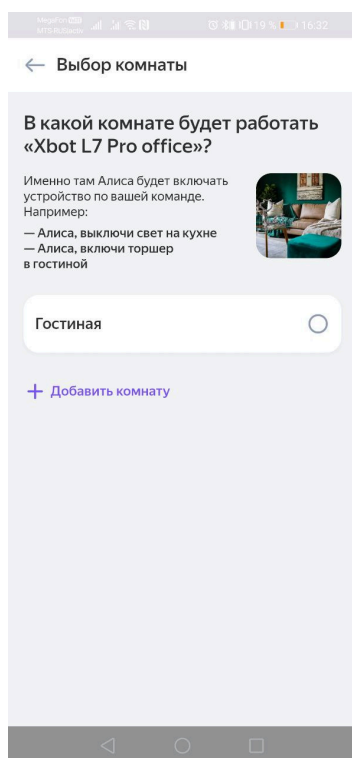 MegaFon
19 %
16:32
Выбор комнаты
В какой комнате будет работать
«Xbot L7 Pro office»?
Именно там Алиса будет включать
устройство по вашей команде.
Например:
— Алиса, выключи свет на кухне
— Алиса, включи торшер
в гостиной
Гостиная
+ Добавить комнату